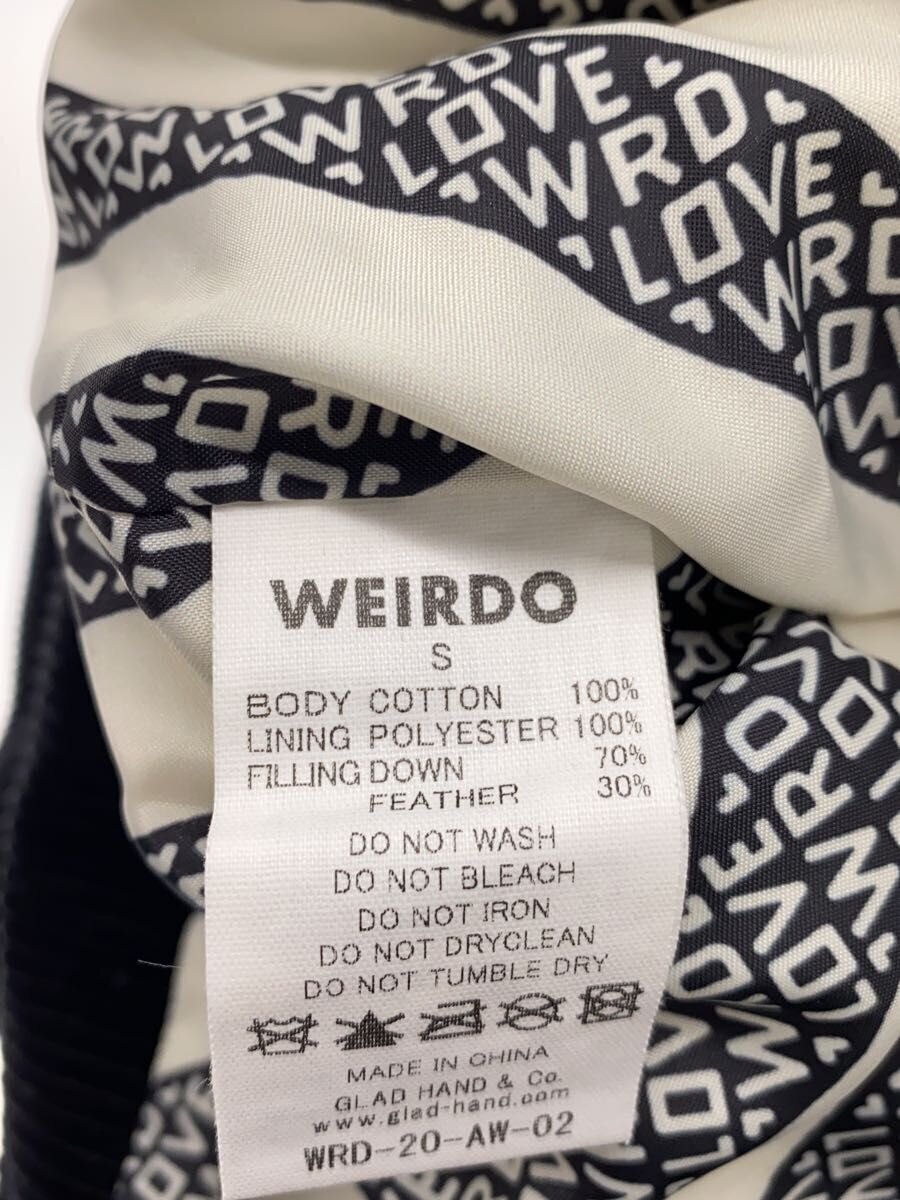 WRD LOVE
LOVE WRD
WRD LOVE
LOVE WRD
WEIRDO
S
BODY COTTON 100%
LINING POLYESTER 100%
FILLING DOWN 70%
FEATHER 30%
DO NOT WASH
DO NOT BLEACH
DO NOT IRON
DO NOT DRYCLEAN
DO NOT TUMBLE DRY
MADE IN CHINA
GLAD HAND & Co.
www.glad-hand.com
WRD-20-AW-02